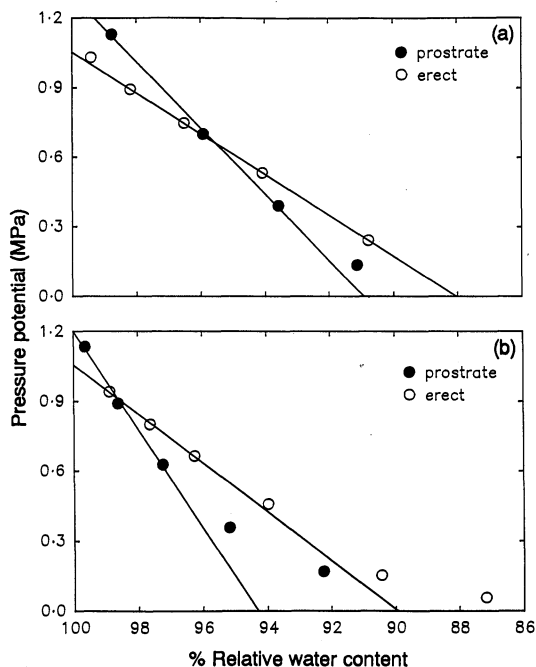 1·2
(a)
prostrate
erect
0·9
0·6
0·3
0·0
Pressure potential (MPa)
1·2
(b)
prostrate
erect
0·9
0·6
0·3
0·0
100 98 96 94 92 90 88 86
% Relative water content